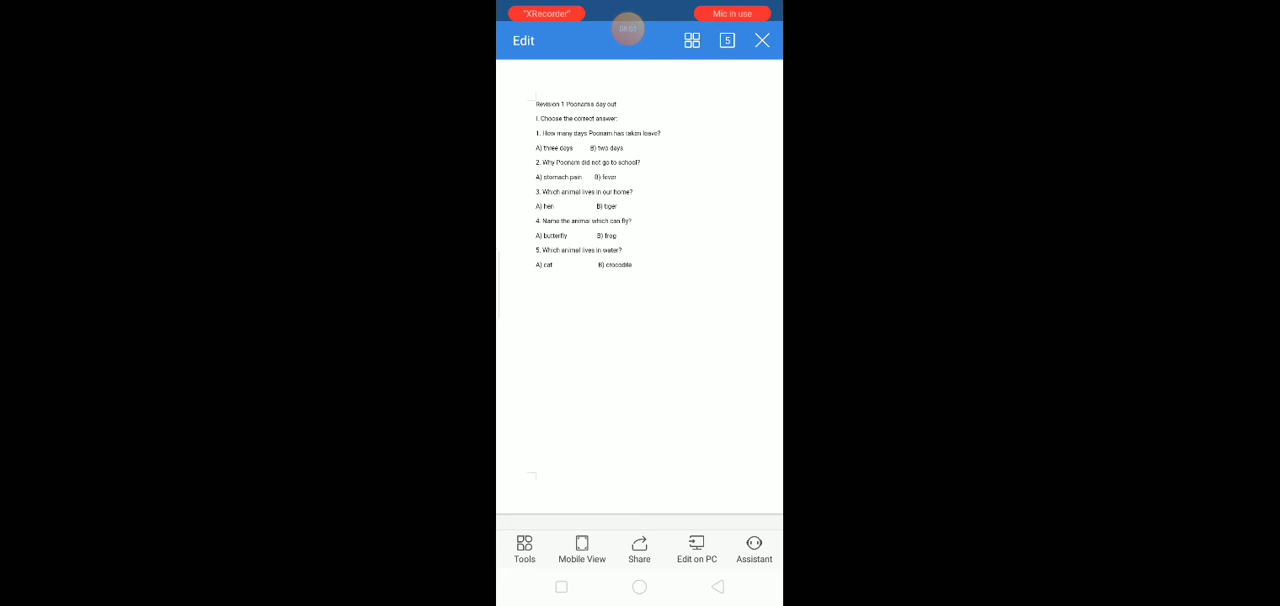 "XRecorder"
Mic in use
Edit
5
Revision 1 Poonams day out
I. Choose the correct answer:
1. How many days Poonam has taken leave?
A) three days B) two days
2. Why Poonam did not go to school?
A) stomach pain B) fever
3. Which animal lives in our home?
A) hen B) tiger
4. Name the animal which can fly?
A) butterfly B) frog
5. Which animal lives in water?
A) cat B) crocodile
Tools
Mobile View
Share
Edit on PC
Assistant